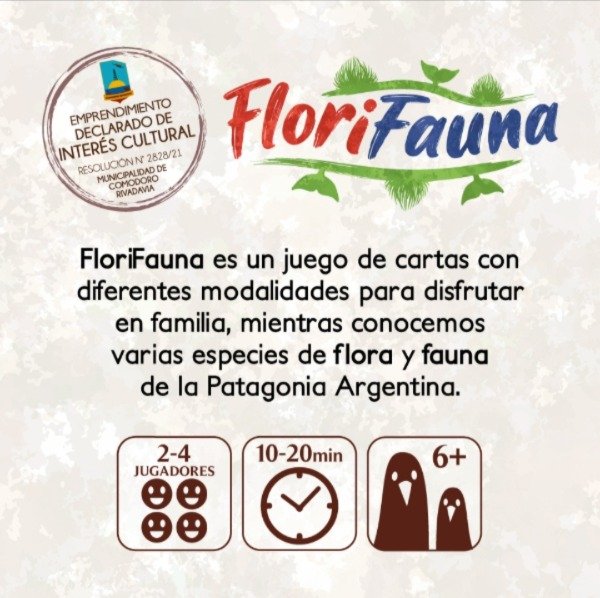 EMPRENDIMIENTO
DECLARADO DE
INTERÉS CULTURAL
RESOLUCIÓN N° 2828/21
MUNICIPALIDAD DE
COMODORO
RIVADAVIA
FloriFauna
FloriFauna es un juego de cartas con
diferentes modalidades para disfrutar
en familia, mientras conocemos
varias especies de flora y fauna
de la Patagonia Argentina.
2-4
JUGADORES
10-20min
6+